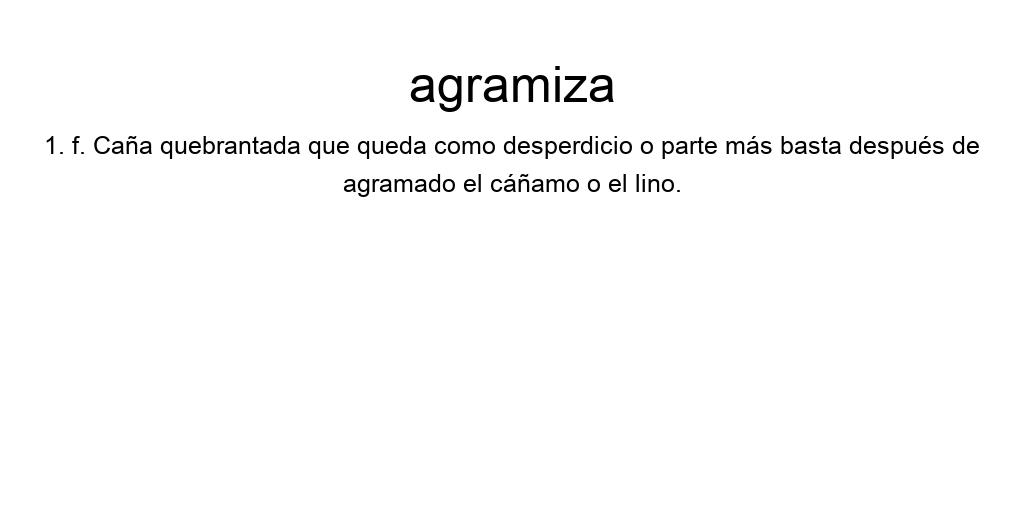 agramiza
1. f. Caña quebrantada que queda como desperdicio o parte más basta después de
agramado el cáñamo o el lino.